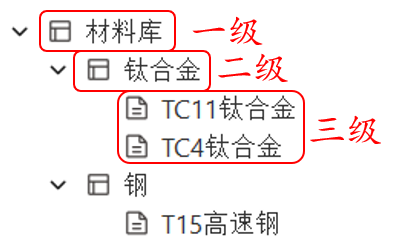 材料库 一级
钛合金 二级
TC11钛合金
TC4钛合金 三级
钢
T15高速钢